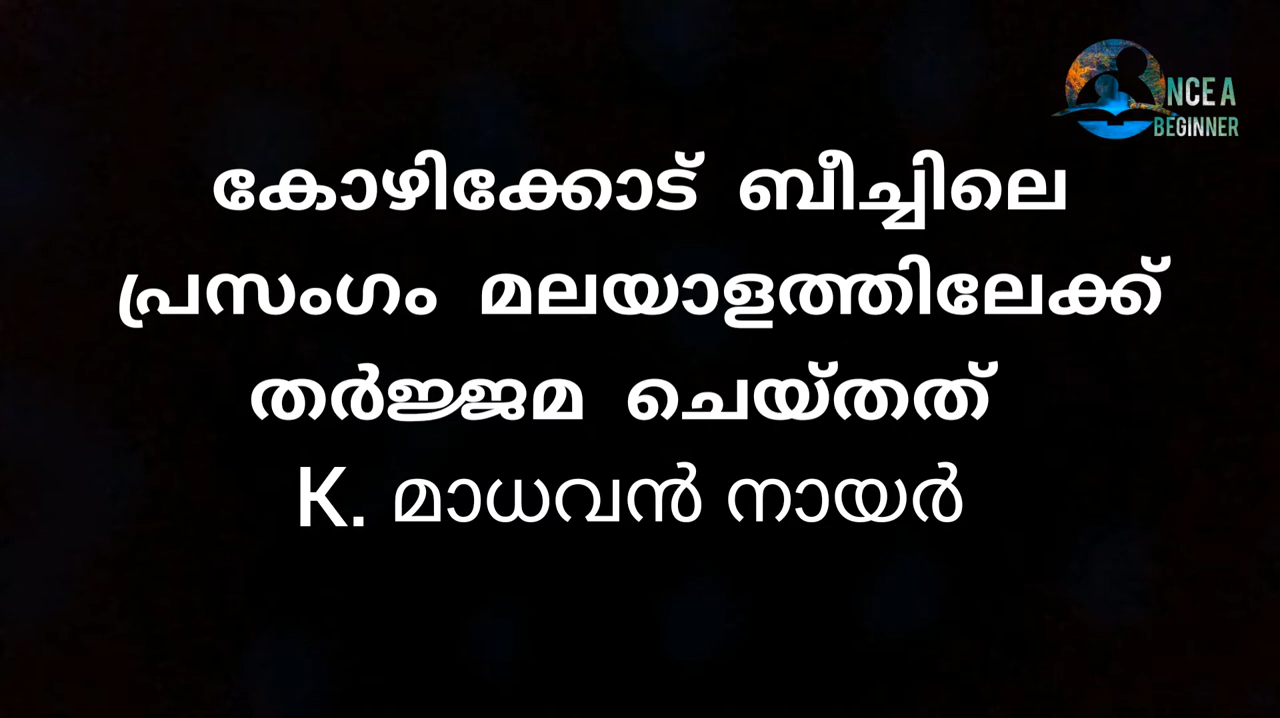 NCE A
BEGINNER
കോഴിക്കോട് ബീച്ചിലെ
പ്രസംഗം മലയാളത്തിലേക്ക്
തർജ്ജമ ചെയ്തത്
K. മാധവൻ നായർ